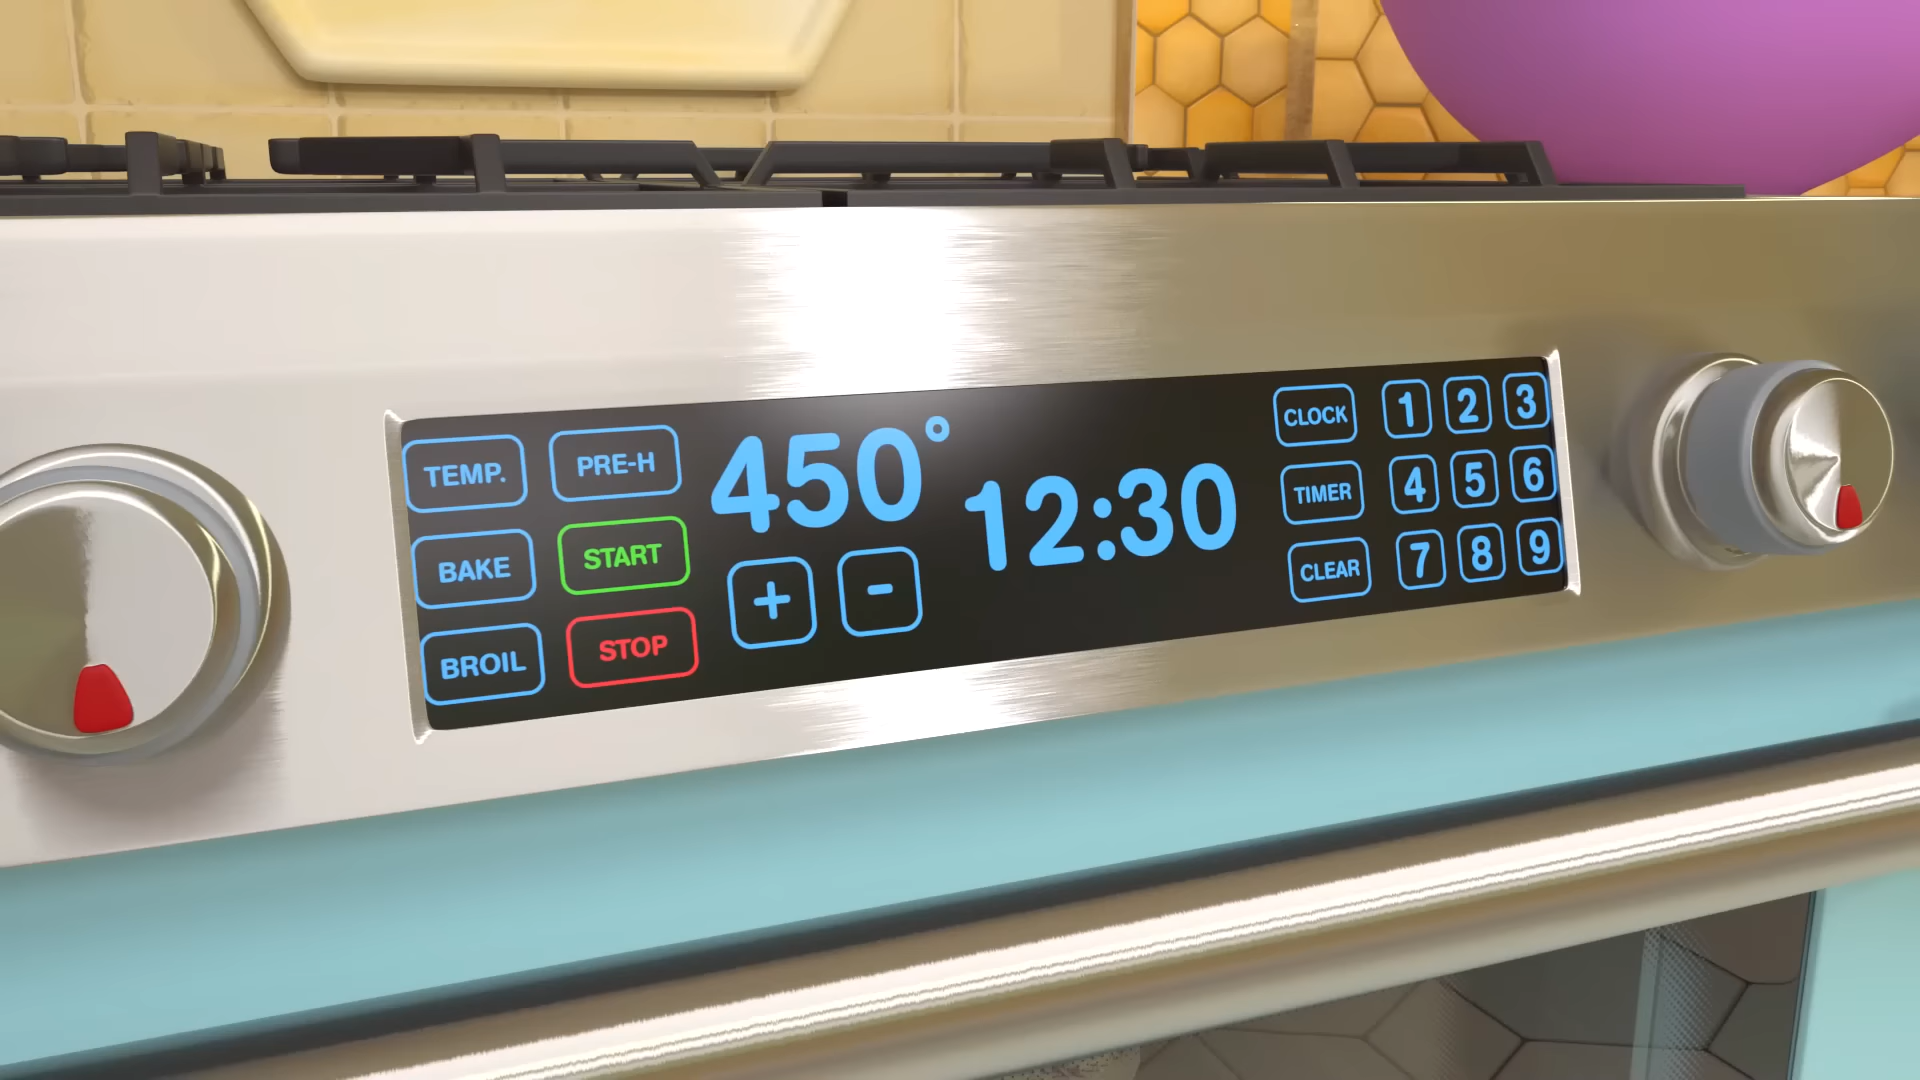 TEMP. PRE-H
BAKE START
BROIL STOP
450°
+ -
12:30
CLOCK 1 2 3
TIMER 4 5 6
CLEAR 7 8 9